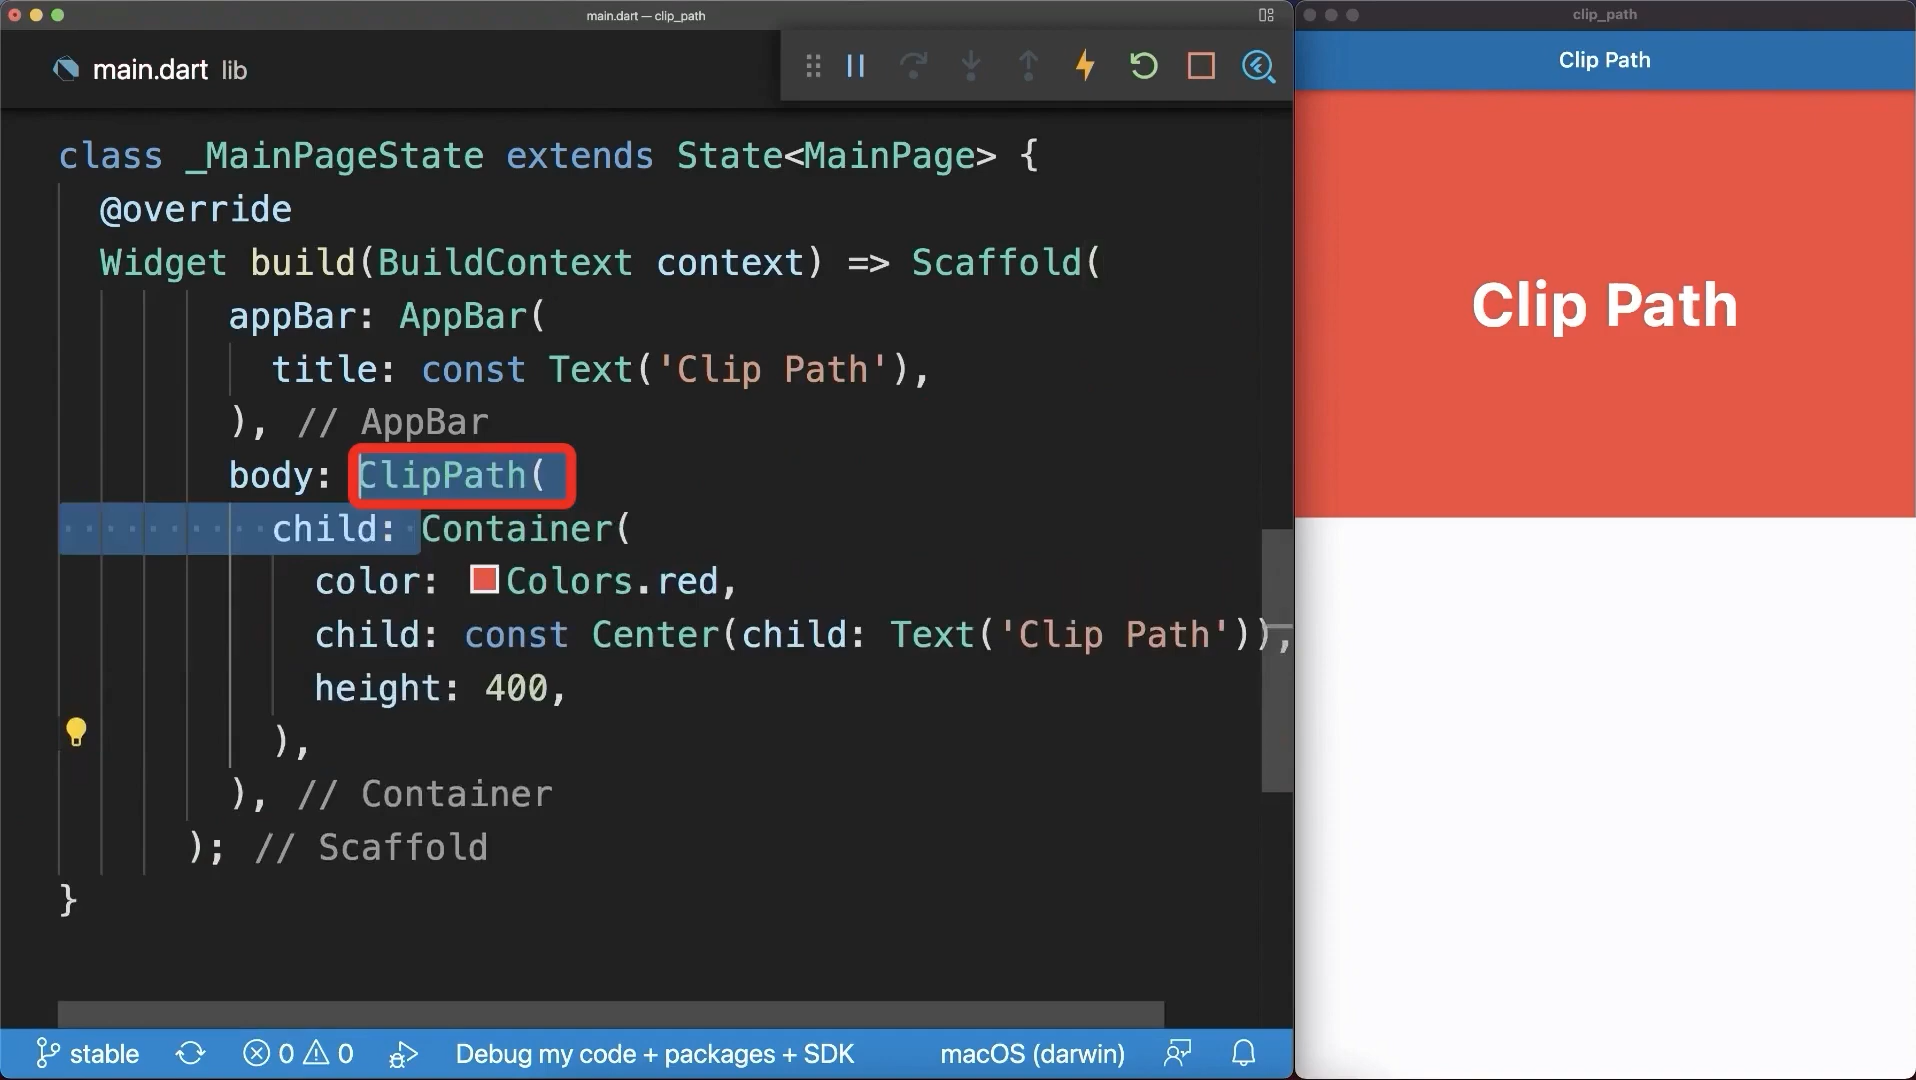 main.dart — clip_path
main.dart lib
class _MainPageState extends State<MainPage> {
@override
Widget build(BuildContext context) => Scaffold(
appBar: AppBar(
title: const Text('Clip Path'),
), // AppBar
body: ClipPath(
child: Container(
color: Colors.red,
child: const Center(child: Text('Clip Path')),
height: 400,
),
), // Container
); // Scaffold
}
stable 0 0 Debug my code + packages + SDK macOS (darwin)
clip_path
Clip Path
Clip Path